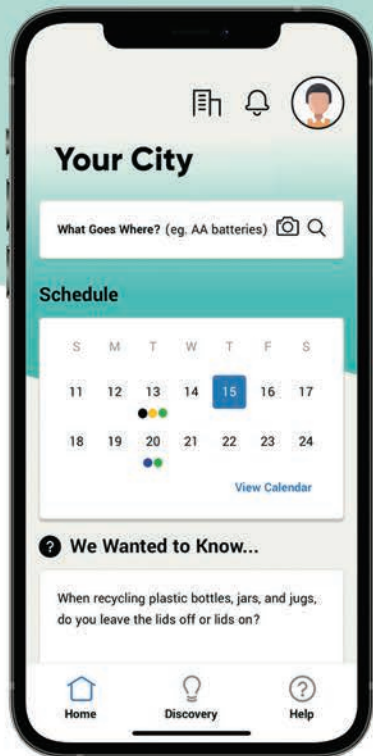 Your City
What Goes Where? (eg. AA batteries)
Schedule
S M T W T F S
11 12 13 14 15 16 17
18 19 20 21 22 23 24
View Calendar
? We Wanted to Know...
When recycling plastic bottles, jars, and jugs,
do you leave the lids off or lids on?
Home Discovery Help